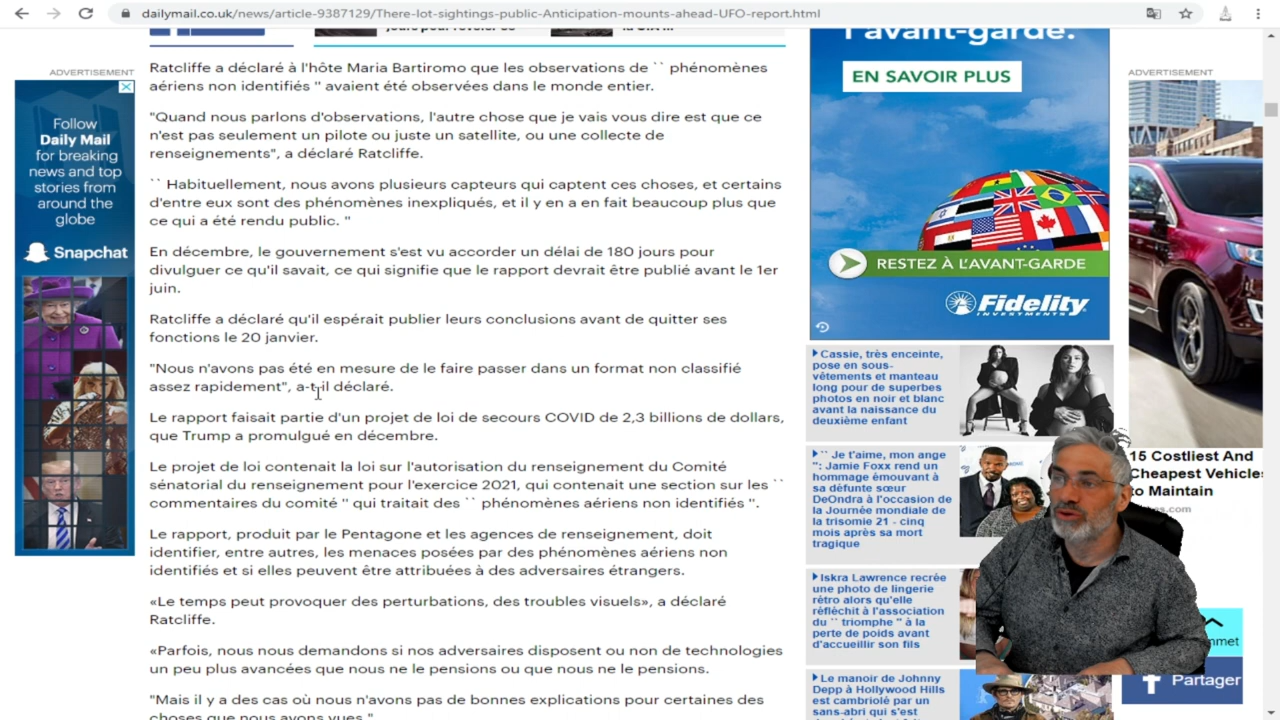 dailymail.co.uk/news/article-9387129/There-lot-sightings-public-Anticipation-mounts-ahead-UFO-report.html
ADVERTISEMENT
Follow
Daily Mail
for breaking
news and top
stories from
around the
globe
Snapchat
Ratcliffe a déclaré à l'hôte Maria Bartiromo que les observations de `` phénomènes
aériens non identifiés '' avaient été observées dans le monde entier.
"Quand nous parlons d'observations, l'autre chose que je vais vous dire est que ce
n'est pas seulement un pilote ou juste un satellite, ou une collecte de
renseignements", a déclaré Ratcliffe.
`` Habituellement, nous avons plusieurs capteurs qui captent ces choses, et certains
d'entre eux sont des phénomènes inexpliqués, et il y en a en fait beaucoup plus que
ce qui a été rendu public. "
En décembre, le gouvernement s'est vu accorder un délai de 180 jours pour
divulguer ce qu'il savait, ce qui signifie que le rapport devrait être publié avant le 1er
juin.
Ratcliffe a déclaré qu'il espérait publier leurs conclusions avant de quitter ses
fonctions le 20 janvier.
"Nous n'avons pas été en mesure de le faire passer dans un format non classifié
assez rapidement", a-t-il déclaré.
Le rapport faisait partie d'un projet de loi de secours COVID de 2,3 billions de dollars,
que Trump a promulgué en décembre.
Le projet de loi contenait la loi sur l'autorisation du renseignement du Comité
sénatorial du renseignement pour l'exercice 2021, qui contenait une section sur les ``
commentaires du comité '' qui traitait des `` phénomènes aériens non identifiés ''.
Le rapport, produit par le Pentagone et les agences de renseignement, doit
identifier, entre autres, les menaces posées par des phénomènes aériens non
identifiés et si elles peuvent être attribuées à des adversaires étrangers.
«Le temps peut provoquer des perturbations, des troubles visuels», a déclaré
Ratcliffe.
«Parfois, nous nous demandons si nos adversaires disposent ou non de technologies
un peu plus avancées que nous ne le pensions ou que nous ne le pensions.
"Mais il y a des cas où nous n'avons pas de bonnes explications pour certaines des
choses que nous avons vues."
l'avant-garde.
EN SAVOIR PLUS
RESTEZ À L'AVANT-GARDE
Fidelity
INVESTMENTS
Cassie, très enceinte,
pose en sous-
vêtements et manteau
long pour de superbes
photos en noir et blanc
avant la naissance du
deuxième enfant
`` Je t'aime, mon ange
'': Jamie Foxx rend un
hommage émouvant à
sa défunte sœur
DeOndra à l'occasion de
la Journée mondiale de
la trisomie 21 - cinq
mois après sa mort
tragique
Iskra Lawrence recrée
une photo de lingerie
rétro alors qu'elle
réfléchit à l'association
du `` triomphe '' à la
perte de poids avant
d'accueillir son fils
Le manoir de Johnny
Depp à Hollywood Hills
est cambriolé par un
sans-abri qui s'est
ADVERTISEMENT
15 Costliest And
Cheapest Vehicles
to Maintain
Partager